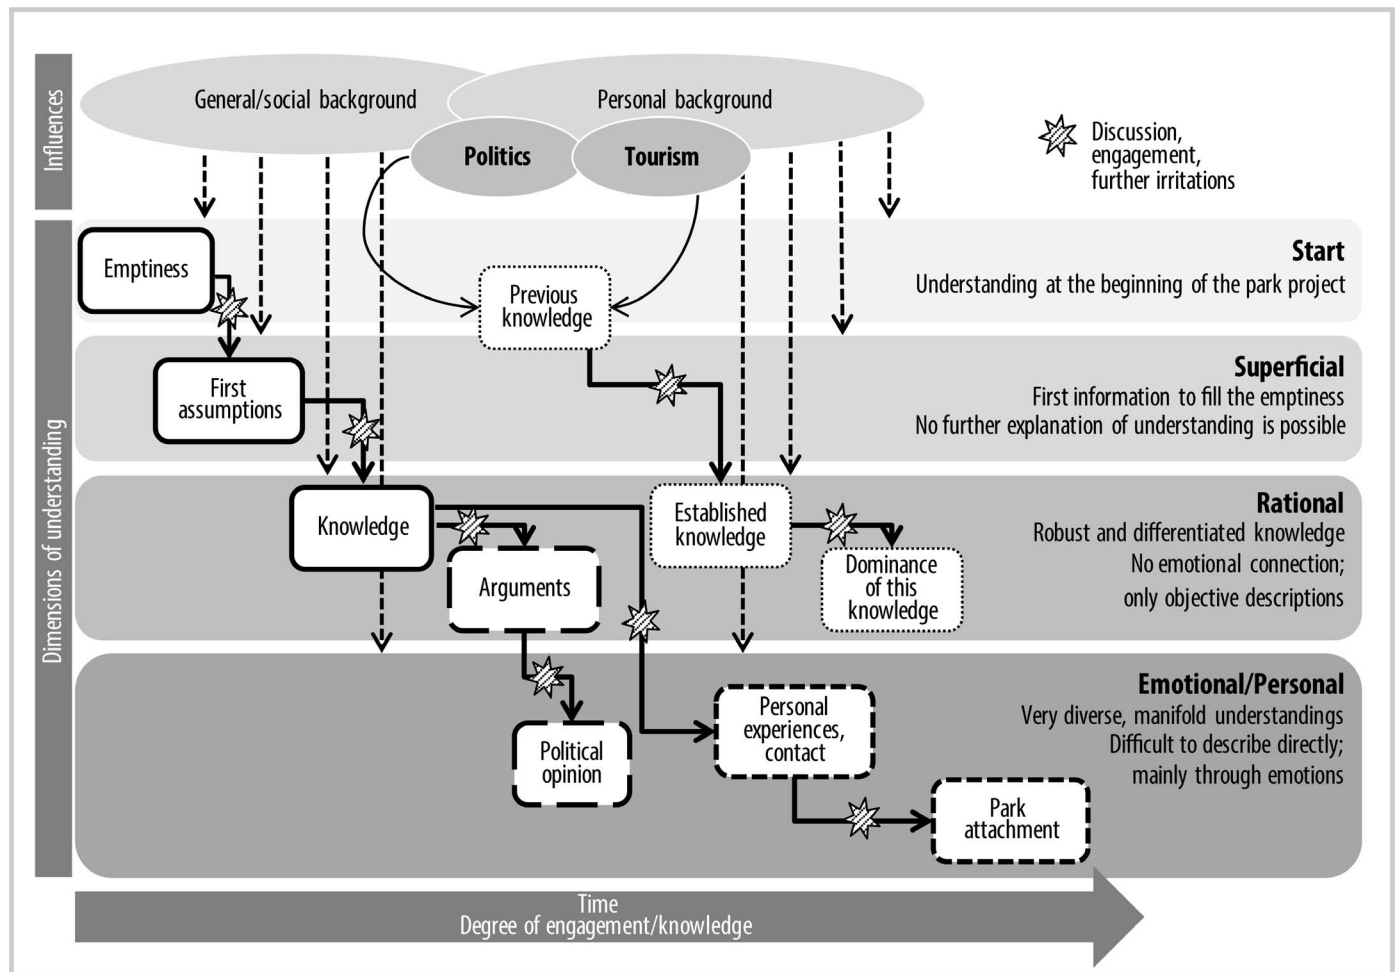 Influences
General/social background
Personal background
Politics
Tourism
Discussion,
engagement,
further irritations
Dimensions of understanding
Emptiness
Previous
knowledge
Start
Understanding at the beginning of the park project
First
assumptions
Superficial
First information to fill the emptiness
No further explanation of understanding is possible
Knowledge
Arguments
Established
knowledge
Dominance
of this
knowledge
Rational
Robust and differentiated knowledge
No emotional connection;
only objective descriptions
Political
opinion
Personal
experiences,
contact
Park
attachment
Emotional/Personal
Very diverse, manifold understandings
Difficult to describe directly;
mainly through emotions
Time
Degree of engagement/knowledge